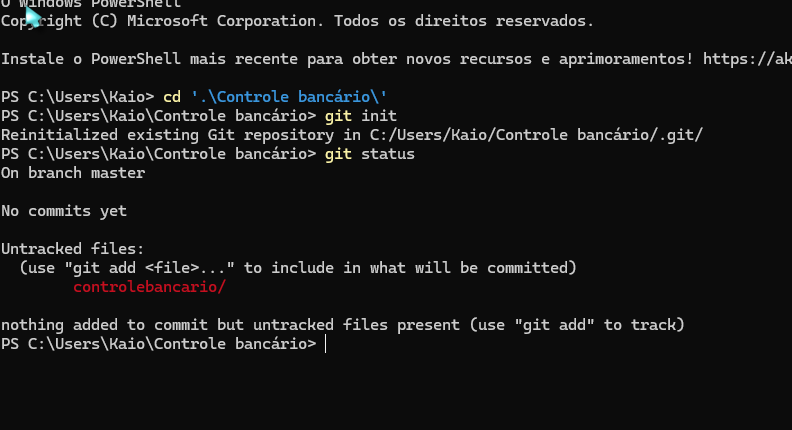 O Windows PowerShell
Copyright (C) Microsoft Corporation. Todos os direitos reservados.
Instale o PowerShell mais recente para obter novos recursos e aprimoramentos! https://ak
PS C:\Users\Kaio> cd '.\Controle bancário\'
PS C:\Users\Kaio\Controle bancário> git init
Reinitialized existing Git repository in C:/Users/Kaio/Controle bancário/.git/
PS C:\Users\Kaio\Controle bancário> git status
On branch master
No commits yet
Untracked files:
  (use "git add <file>..." to include in what will be committed)
        controlebancario/
nothing added to commit but untracked files present (use "git add" to track)
PS C:\Users\Kaio\Controle bancário>